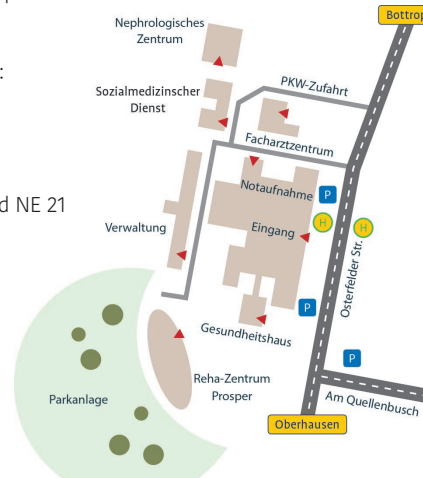 Bottrop
Nephrologisches
Zentrum
:
PKW-Zufahrt
Sozialmedizinscher
Dienst
Facharztzentrum
d NE 21
Notaufnahme
P
Verwaltung
Eingang
H
H
Osterfelder Str.
P
Gesundheitshaus
P
Reha-Zentrum
Prosper
Parkanlage
Am Quellenbusch
Oberhausen